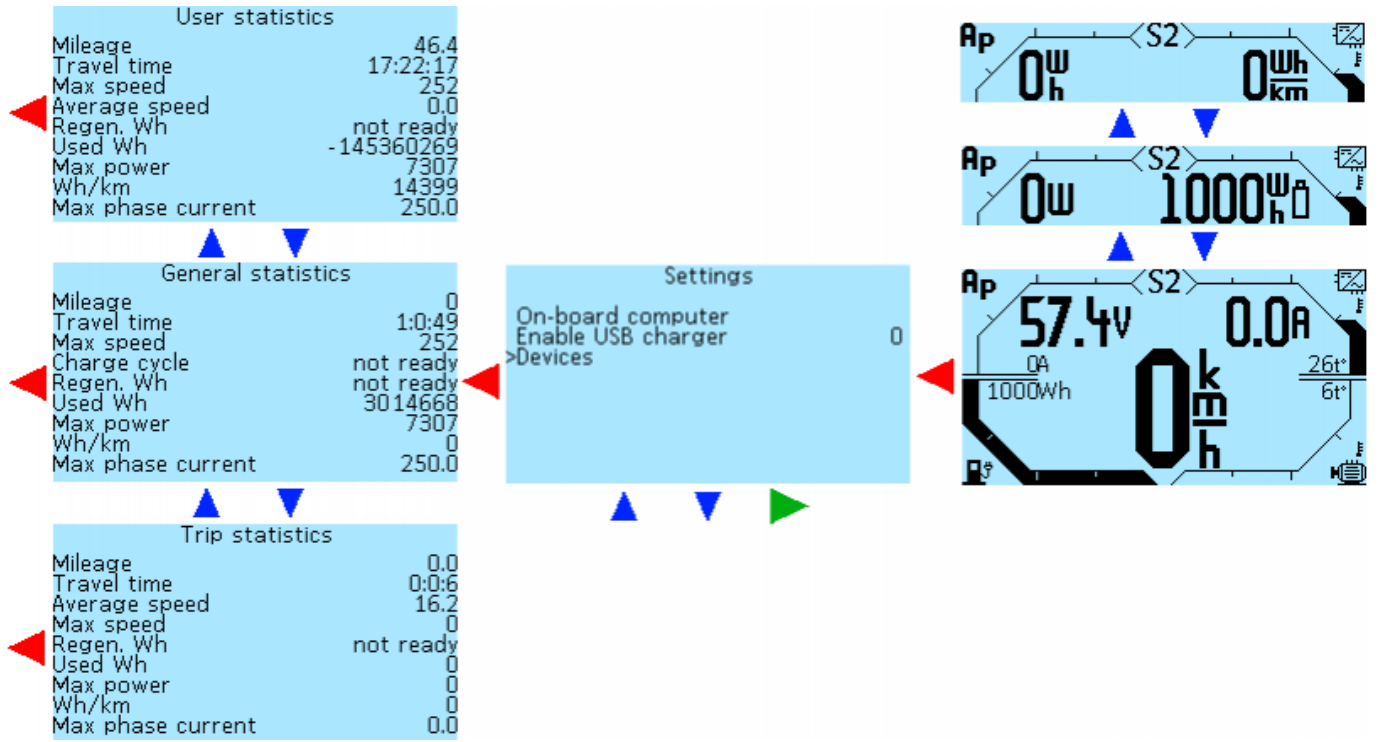 User statistics
Mileage 46.4
Travel time 17:22:17
Max speed 252
Average speed 0.0
Regen. Wh not ready
Used Wh -145360269
Max power 7307
Wh/km 14399
Max phase current 250.0
General statistics
Mileage 0
Travel time 1:0:49
Max speed 252
Charge cycle not ready
Regen. Wh not ready
Used Wh 3014668
Max power 7307
Wh/km 0
Max phase current 250.0
Trip statistics
Mileage 0.0
Travel time 0:0:6
Average speed 16.2
Max speed 0
Regen. Wh not ready
Used Wh 0
Max power 0
Wh/km 0
Max phase current 0.0
Settings
On-board computer
Enable USB charger 0
>Devices
Ap S2
0Wh 0Wh/km
Ap S2
0W 1000Wh
Ap S2
57.4V 0.0A
0A 26t°
1000Wh 6t°
0 km/h